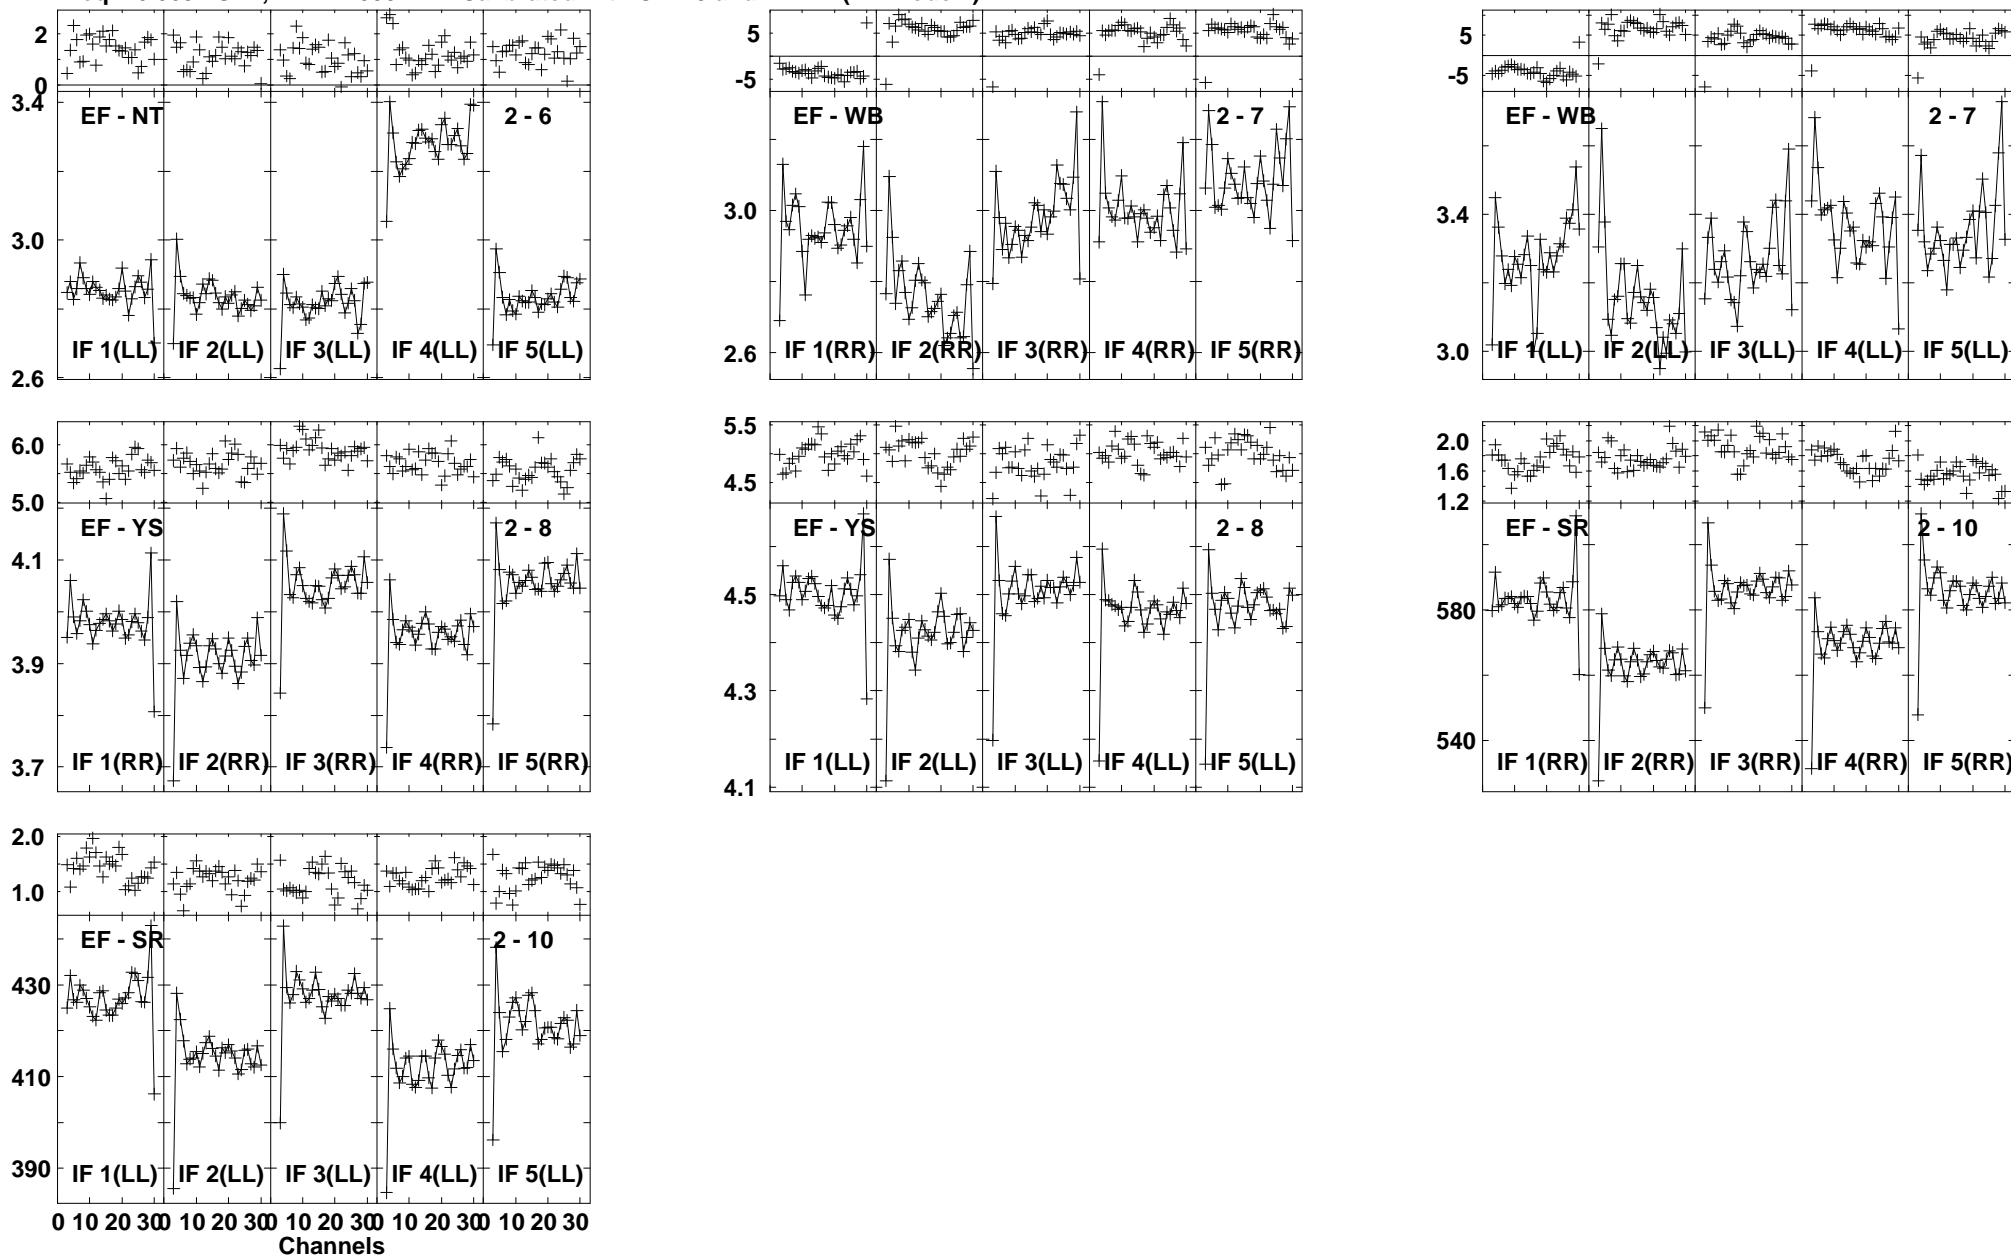 2
0
3.4
3.0
2.6
EF - NT
2 - 6
IF 1(LL) IF 2(LL) IF 3(LL) IF 4(LL) IF 5(LL)
5
-5
3.0
2.6
EF - WB
2 - 7
IF 1(RR) IF 2(RR) IF 3(RR) IF 4(RR) IF 5(RR)
5
-5
3.4
3.0
EF - WB
2 - 7
IF 1(LL) IF 2(LL) IF 3(LL) IF 4(LL) IF 5(LL)
6.0
5.0
4.1
3.9
3.7
EF - YS
2 - 8
IF 1(RR) IF 2(RR) IF 3(RR) IF 4(RR) IF 5(RR)
5.5
4.5
4.5
4.3
4.1
EF - YS
2 - 8
IF 1(LL) IF 2(LL) IF 3(LL) IF 4(LL) IF 5(LL)
2.0
1.6
1.2
580
540
EF - SR
2 - 10
IF 1(RR) IF 2(RR) IF 3(RR) IF 4(RR) IF 5(RR)
2.0
1.0
430
410
390
EF - SR
2 - 10
IF 1(LL) IF 2(LL) IF 3(LL) IF 4(LL) IF 5(LL)
0 10 20 30 0 10 20 30 0 10 20 30 0 10 20 30 0 10 20 30
Channels